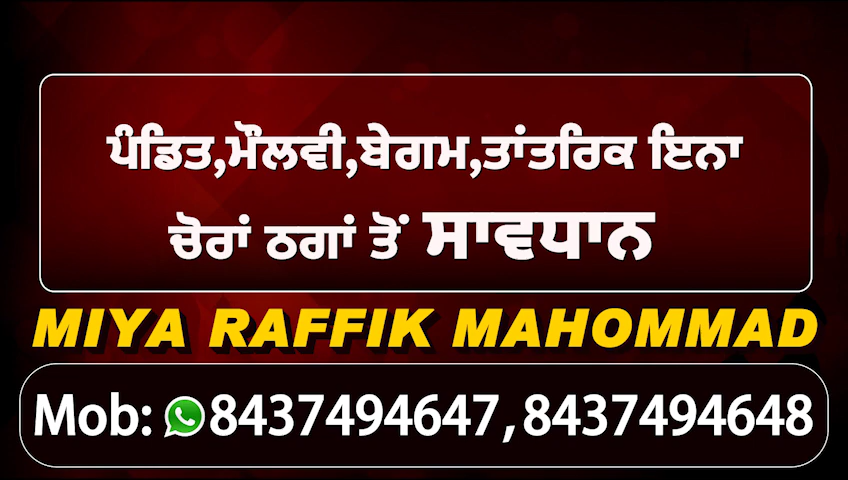 ਪੰਡਿਤ,ਮੌਲਵੀ,ਬੇਗਮ,ਤਾਂਤਰਿਕ ਇਨਾ
ਚੋਰਾਂ ਠਗਾਂ ਤੋਂ ਸਾਵਧਾਨ
MIYA RAFFIK MAHOMMAD
Mob: 8437494647, 8437494648